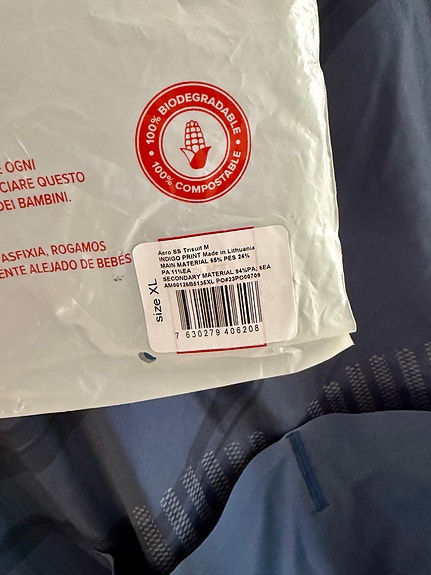 100% BIODEGRADABLE
100% COMPOSTABLE
E OGNI
CIARE QUESTO
DEI BAMBINI.
ASFIXIA, ROGAMOS
ENTE ALEJADO DE BEBÉS
size XL
Aero SS Trisuit M
INDIGO PRINT Made in Lithuania
MAIN MATERIAL 65% PES 24%
PA 11%EA
SECONDARY MATERIAL 94%PA; 6EA
AM00126B5135XL PO#23PO00709
7 630279 406208